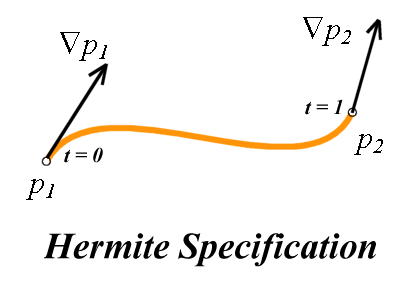 ∇p₂
∇p₁
t = 1
p₂
t = 0
p₁
Hermite Specification